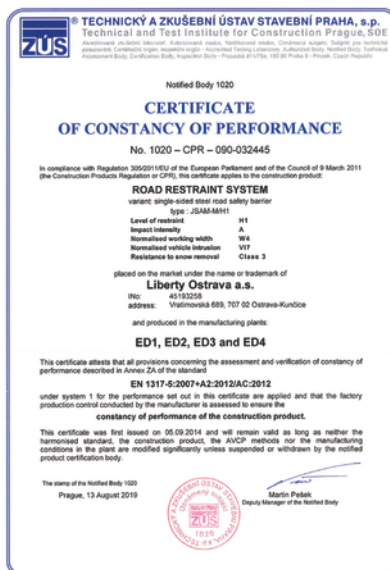 ZÚS
® TECHNICKÝ A ZKUŠEBNÍ ÚSTAV STAVEBNÍ PRAHA, s.p.
Technical and Test Institute for Construction Prague, SOE
Notified Body 1020
CERTIFICATE
OF CONSTANCY OF PERFORMANCE
No. 1020 – CPR – 090-032445
In compliance with Regulation 305/2011/EU of the European Parliament and of the Council of 9 March 2011
(the Construction Products Regulation or CPR), this certificate applies to the construction product:
ROAD RESTRAINT SYSTEM
variant: single-sided steel road safety barrier
type : JSAM-M/H1
Level of restraint H1
Impact intensity A
Normalised working width W4
Normalised vehicle intrusion VI7
Resistance to snow removal Class 3
placed on the market under the name or trademark of
Liberty Ostrava a.s.
INo: 45193258
address: Vratimovská 689, 707 02 Ostrava-Kunčice
and produced in the manufacturing plants:
ED1, ED2, ED3 and ED4
This certificate attests that all provisions concerning the assessment and verification of constancy of
performance described in Annex ZA of the standard
EN 1317-5:2007+A2:2012/AC:2012
under system 1 for the performance set out in this certificate are applied and that the factory
production control conducted by the manufacturer is assessed to ensure the
constancy of performance of the construction product.
This certificate was first issued on 05.09.2014 and will remain valid as long as neither the
harmonised standard, the construction product, the AVCP methods nor the manufacturing
conditions in the plant are modified significantly unless suspended or withdrawn by the notified
product certification body.
The stamp of the Notified Body 1020
Prague, 13 August 2019
Martin Pešek
Deputy Manager of the Notified Body
ZÚS
1020